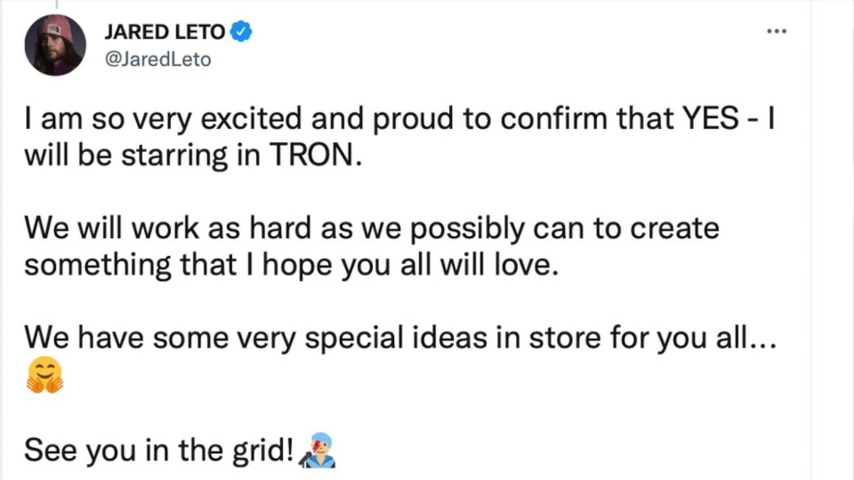 JARED LETO
@JaredLeto
I am so very excited and proud to confirm that YES - I
will be starring in TRON.
We will work as hard as we possibly can to create
something that I hope you all will love.
We have some very special ideas in store for you all...
🤗
See you in the grid! 👨🏼‍🎤